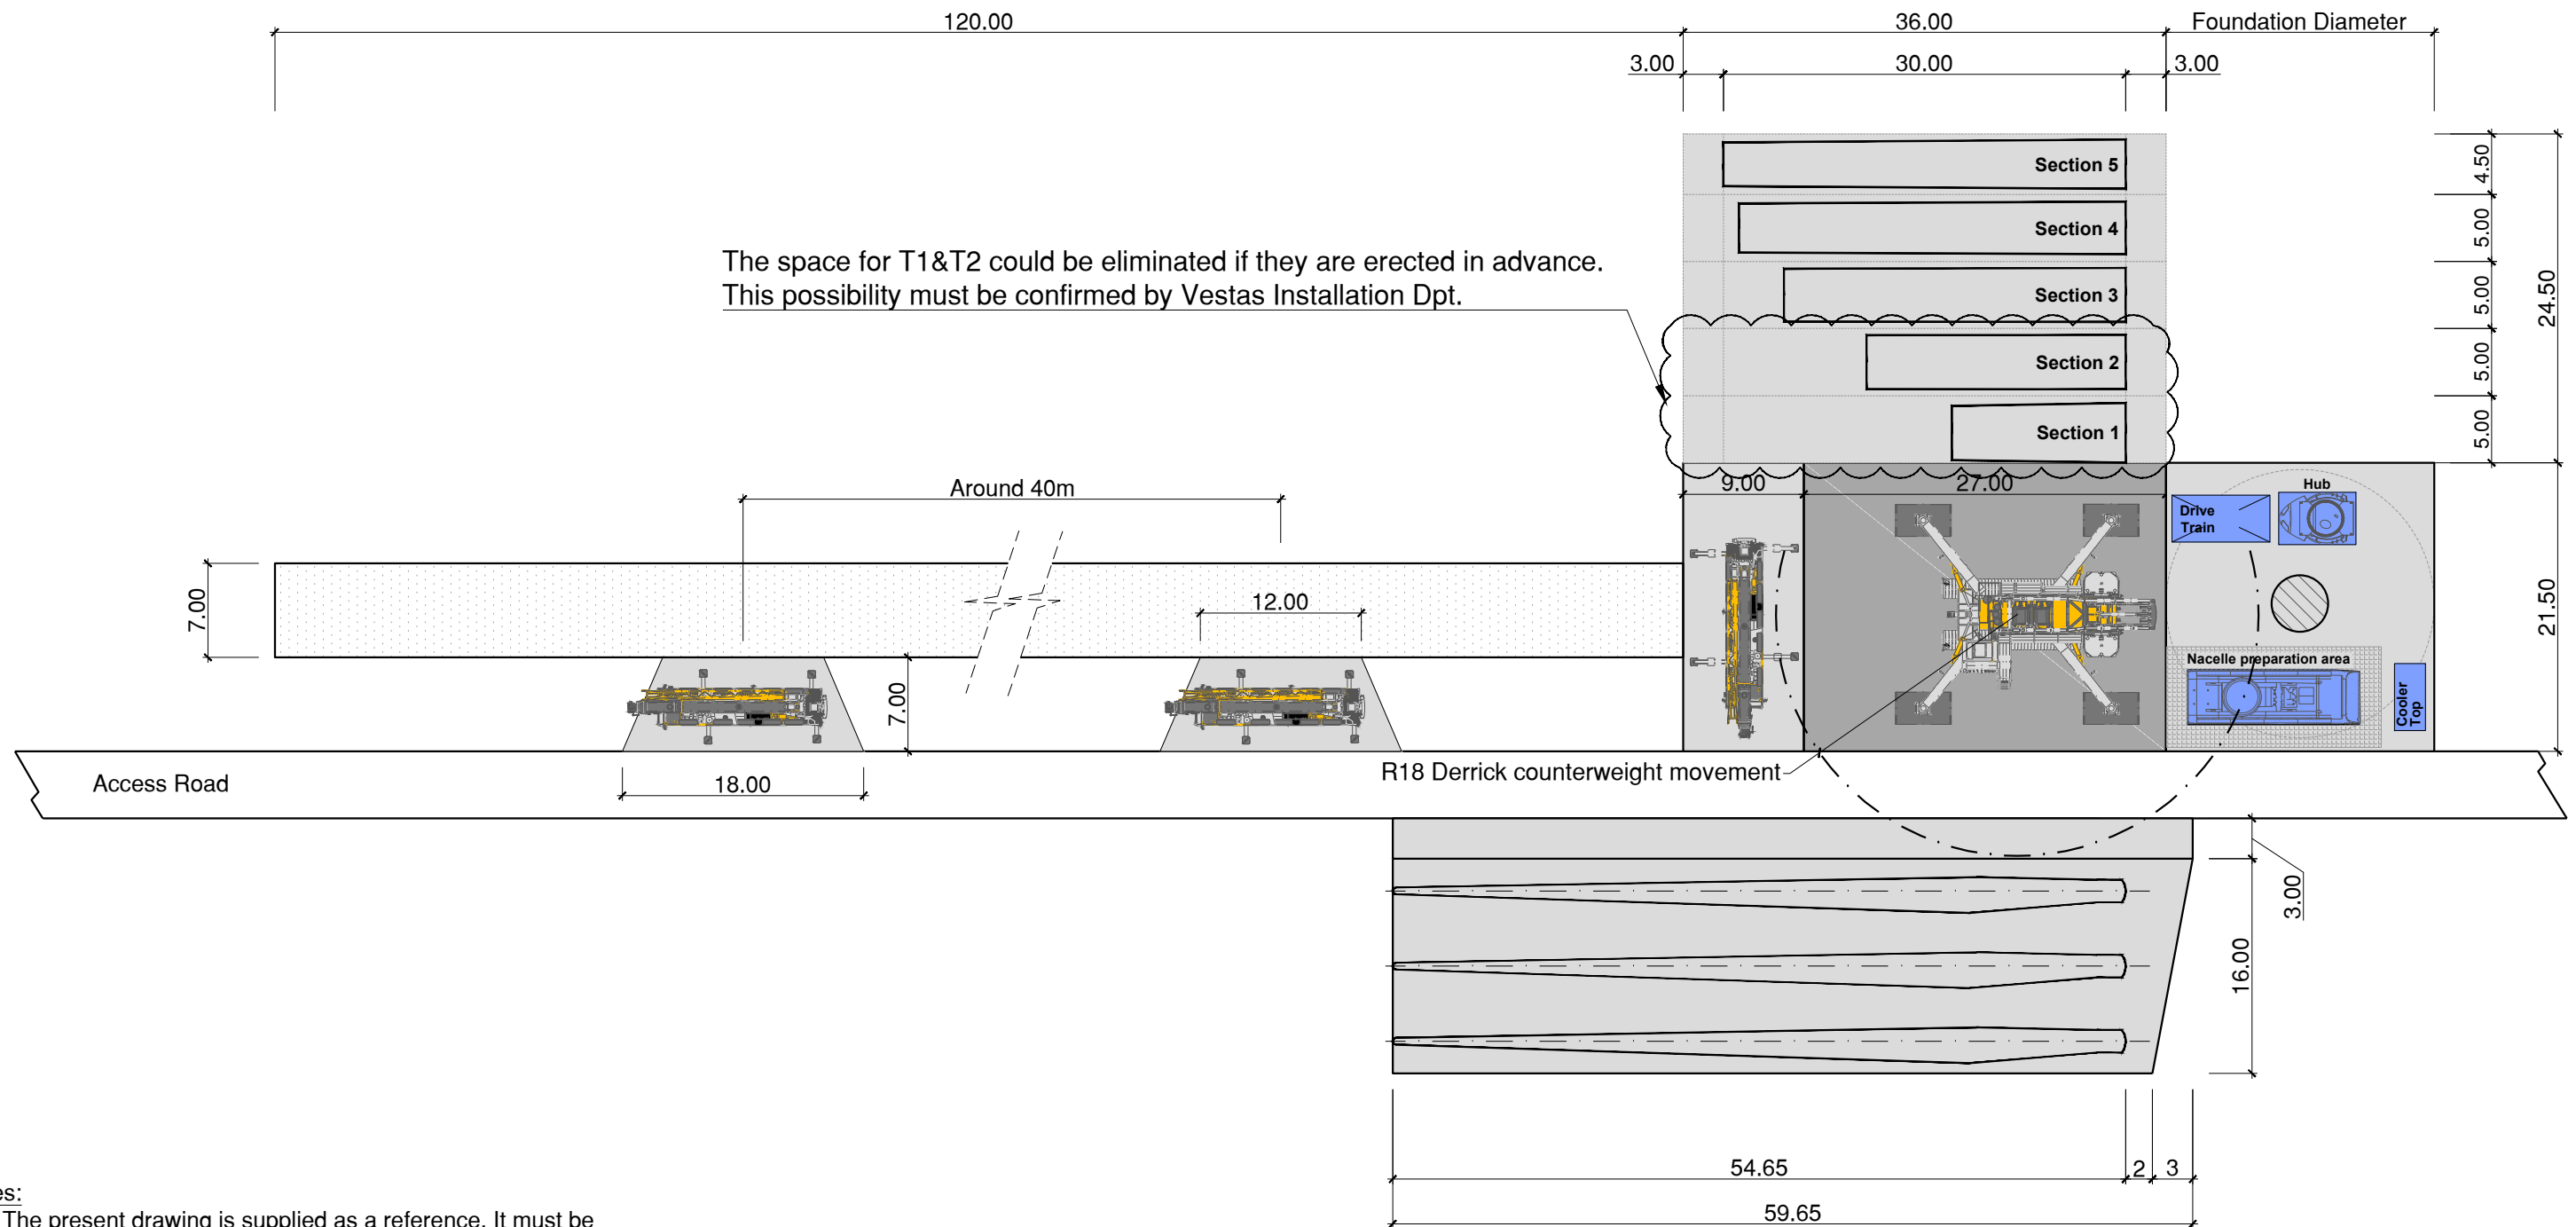 120.00
36.00
Foundation Diameter
3.00
30.00
3.00
Section 5
4.50
Section 4
5.00
The space for T1&T2 could be eliminated if they are erected in advance.
This possibility must be confirmed by Vestas Installation Dpt.
Section 3
5.00
24.50
Section 2
5.00
Section 1
5.00
Around 40m
9.00
27.00
Hub
Drive
Train
7.00
12.00
21.50
Nacelle preparation area
7.00
Cooler
Top
R18 Derrick counterweight movement
Access Road
18.00
3.00
16.00
54.65
2
3
59.65
es:
The present drawing is supplied as a reference. It must be